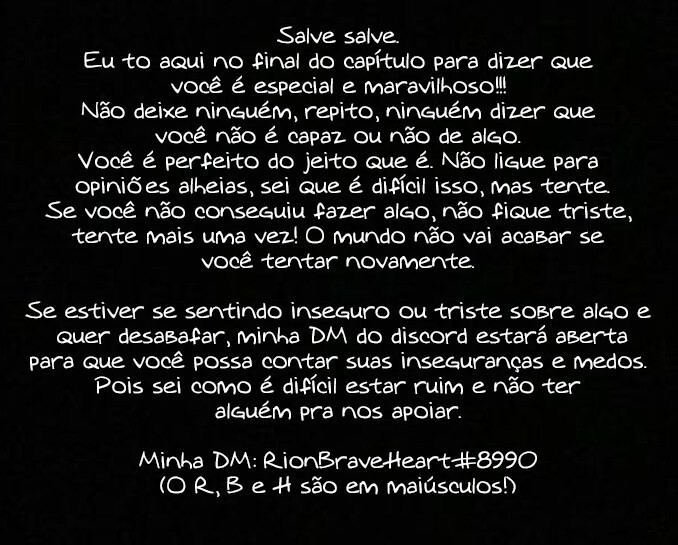 Salve salve.
Eu to aqui no final do capítulo para dizer que
você é especial e maravilhoso!!!
Não deixe ninguém, repito, ninguém dizer que
você não é capaz ou não de algo.
Você é perfeito do jeito que é. Não ligue para
opiniões alheias, sei que é difícil isso, mas tente.
Se você não conseguiu fazer algo, não fique triste,
tente mais uma vez! O mundo não vai acabar se
você tentar novamente.

Se estiver se sentindo inseguro ou triste sobre algo e
quer desabafar, minha DM do discord estará aberta
para que você possa contar suas inseguranças e medos.
Pois sei como é difícil estar ruim e não ter
alguém pra nos apoiar.

Minha DM: RionBraveHeart#8990
(O R, B e H são em maiúsculos!)